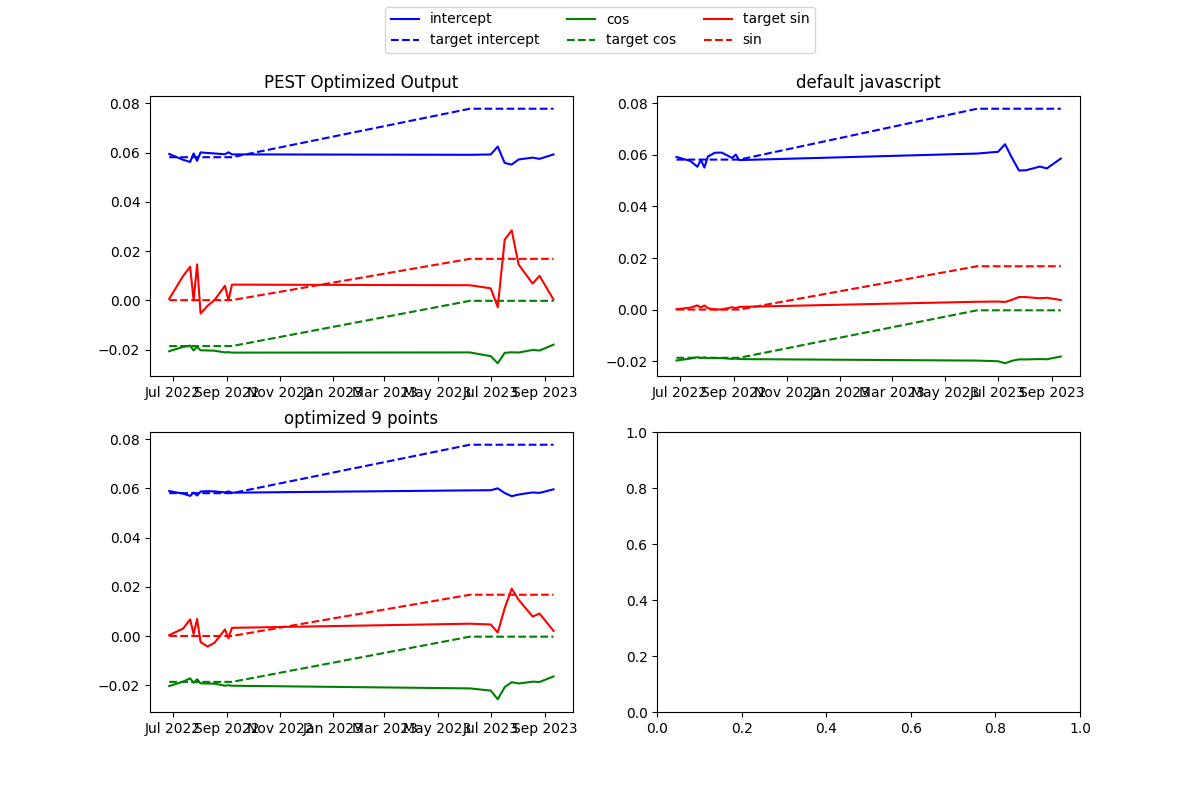 intercept cos target sin
target intercept target cos sin
PEST Optimized Output default javascript
0.08 0.08
0.06 0.06
0.04 0.04
0.02 0.02
0.00 0.00
−0.02 −0.02
Jul 2022 Sep 2022 Nov 2022 Jan 2023 Mar 2023 May 2023 Jul 2023 Sep 2023 Jul 2022 Sep 2022 Nov 2022 Jan 2023 Mar 2023 May 2023 Jul 2023 Sep 2023
optimized 9 points
0.08 1.0
0.06 0.8
0.04 0.6
0.02 0.4
0.00 0.2
−0.02 0.0
Jul 2022 Sep 2022 Nov 2022 Jan 2023 Mar 2023 May 2023 Jul 2023 Sep 2023 0.0 0.2 0.4 0.6 0.8 1.0